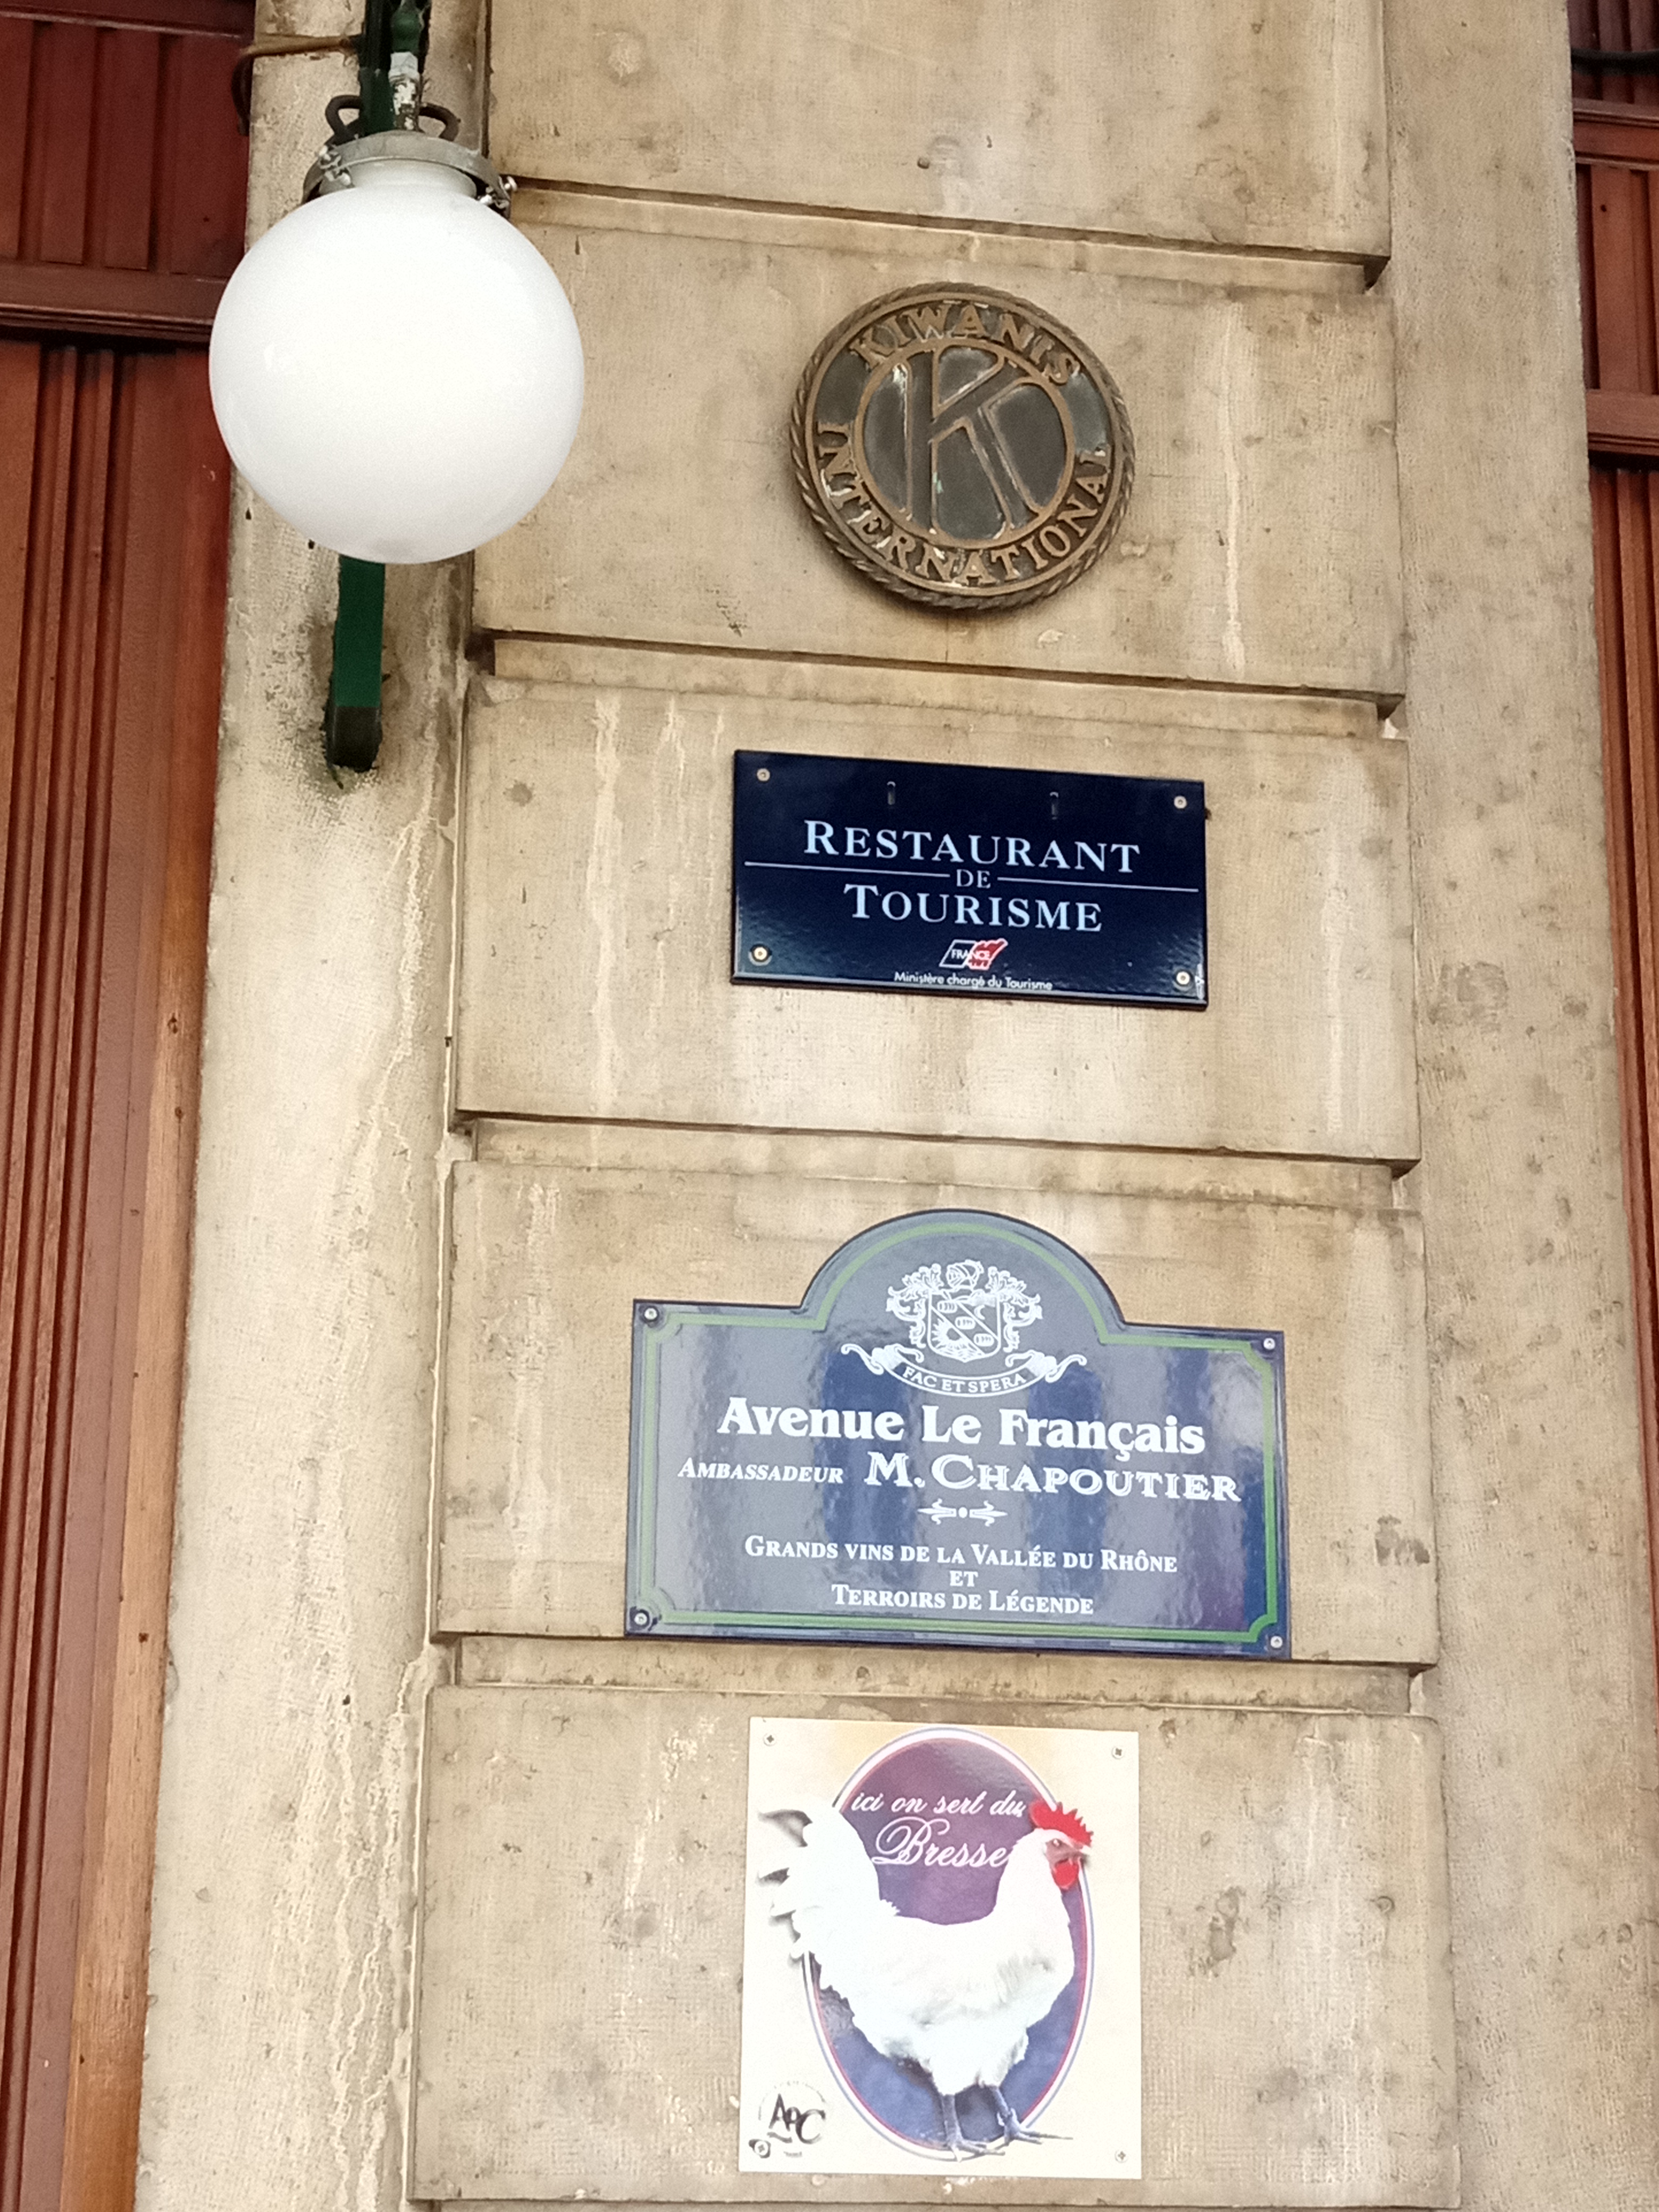 KIWANIS
K
INTERNATIONAL
RESTAURANT
DE
TOURISME
FRANCE
Ministère chargé du Tourisme
FAC ET SPERA
Avenue Le Français
AMBASSADEUR M. CHAPOUTIER
GRANDS VINS DE LA VALLÉE DU RHÔNE
ET
TERROIRS DE LÉGENDE
ici on sert du
Bresse
AOC